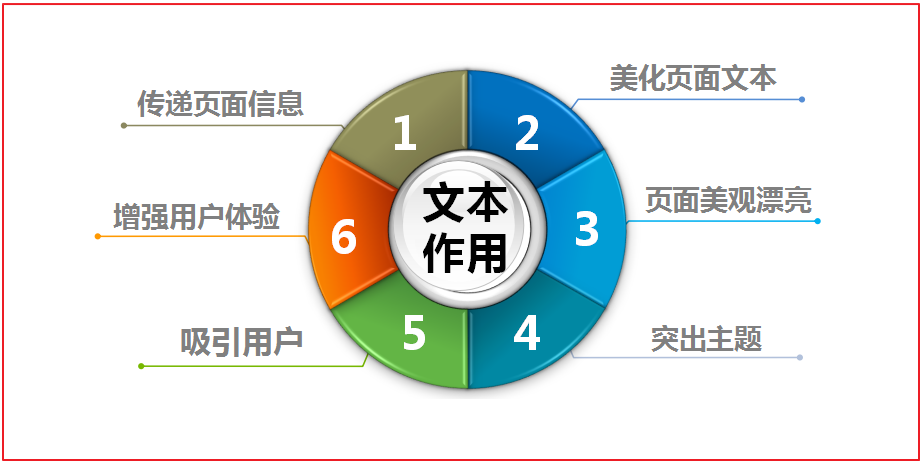 传递页面信息
美化页面文本
1
2
页面美观漂亮
增强用户体验
6
文本
作用
3
吸引用户
突出主题
5
4